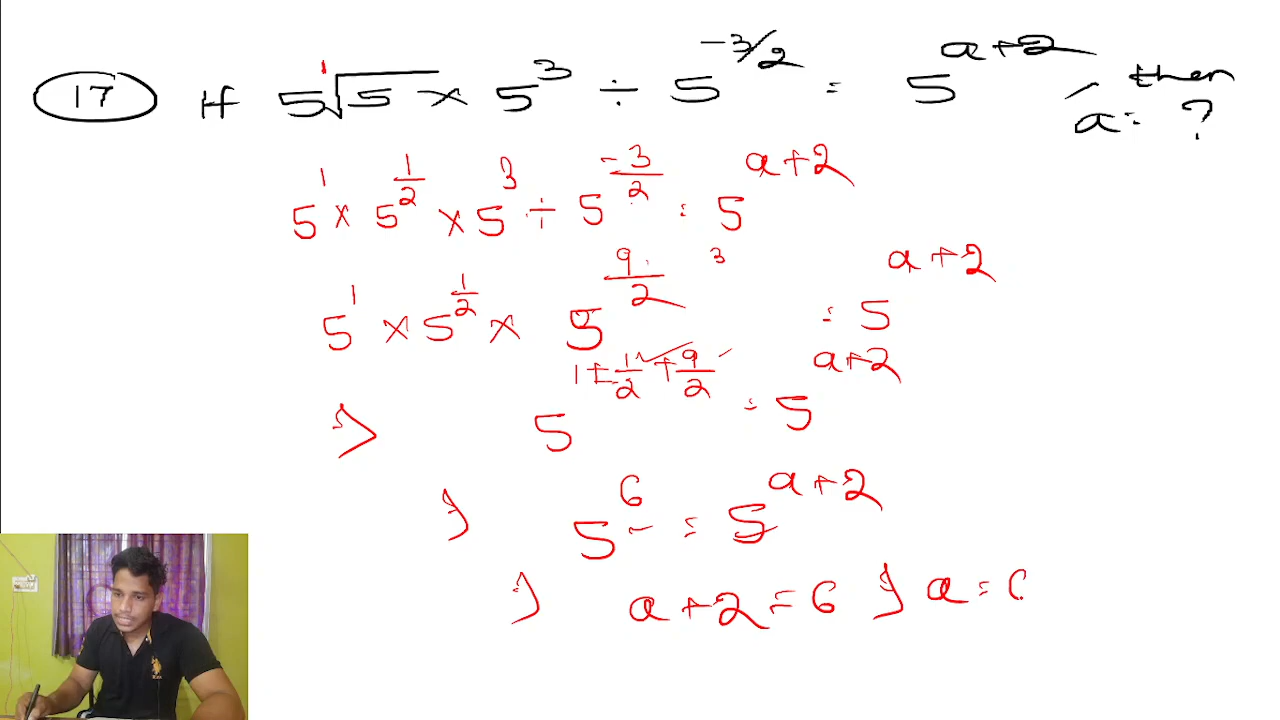 17 If 5√5 × 5^3 ÷ 5^{-3/2} = 5^{a+2}, then a = ?
5^1 × 5^{1/2} × 5^3 ÷ 5^{-3/2} = 5^{a+2}
5^1 × 5^{1/2} × 5^{9/2} = 5^{a+2}
⇒ 5^{1+1/2+9/2} = 5^{a+2}
⇒ 5^6 = 5^{a+2}
⇒ a+2 = 6 ⇒ a =